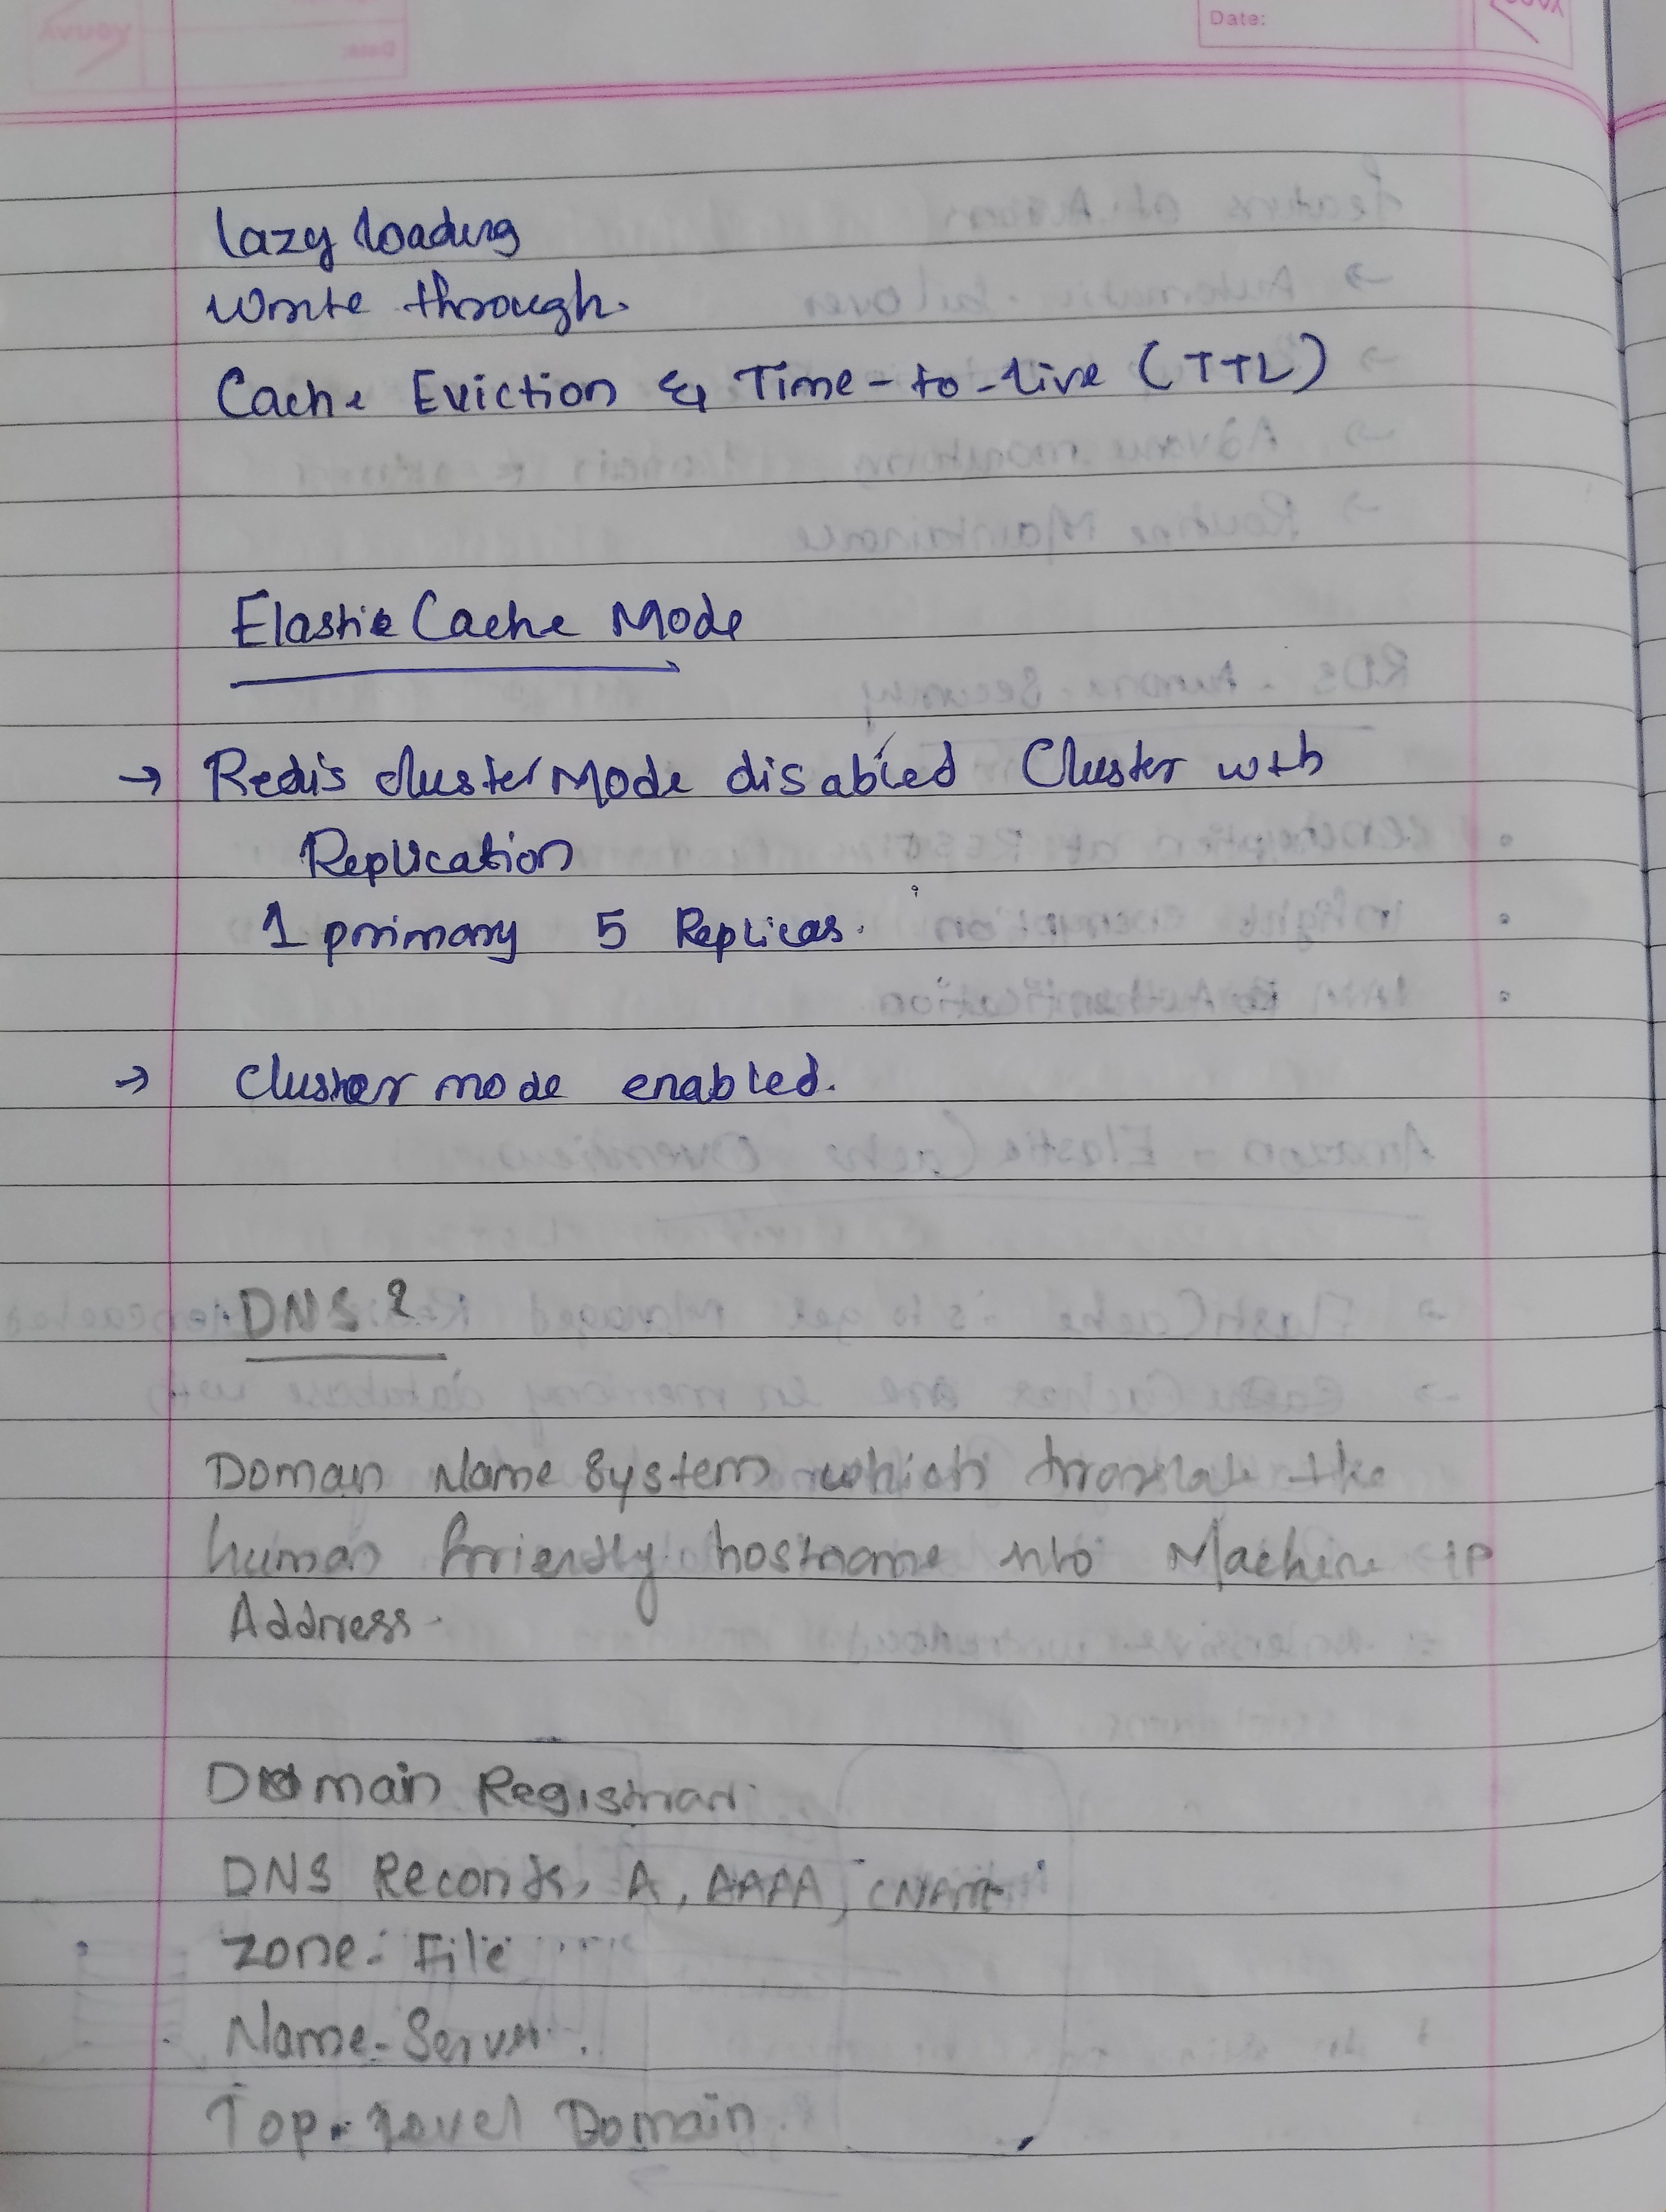 Date:
lazy loading
Write through.
Cache Eviction & Time-to-live (TTL)
Elastic Cache Mode
→ Redis cluster Mode disabled Cluster with
Replication
1 primary 5 Replicas.
→ Cluster mode enabled.
DNS ?
Domain Name System which translate the
human friendly hostname into Machine IP
Address.
Domain Registrar
DNS Records, A, AAAA, CNAME
Zone-File
Name-Server.
Top-Level Domain.